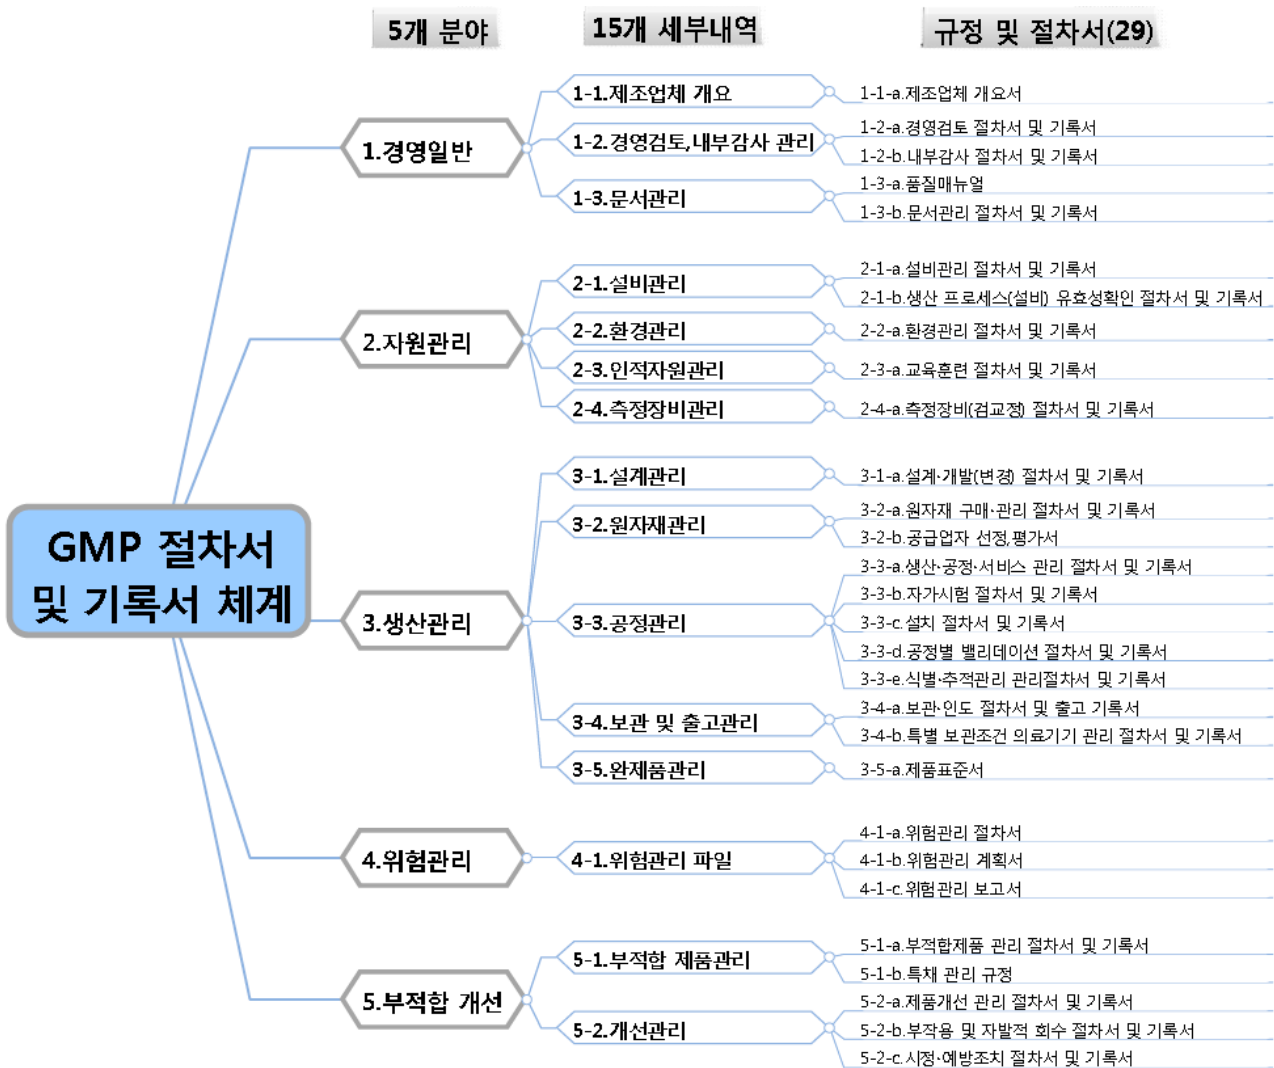 5개 분야
15개 세부내역
규정 및 절차서(29)
GMP 절차서
및 기록서 체계
1.경영일반
1-1.제조업체 개요
1-1-a.제조업체 개요서
1-2.경영검토,내부감사 관리
1-2-a.경영검토 절차서 및 기록서
1-2-b.내부감사 절차서 및 기록서
1-3.문서관리
1-3-a.품질매뉴얼
1-3-b.문서관리 절차서 및 기록서
2.자원관리
2-1.설비관리
2-1-a.설비관리 절차서 및 기록서
2-1-b.생산 프로세스(설비) 유효성확인 절차서 및 기록서
2-2.환경관리
2-2-a.환경관리 절차서 및 기록서
2-3.인적자원관리
2-3-a.교육훈련 절차서 및 기록서
2-4.측정장비관리
2-4-a.측정장비(검교정) 절차서 및 기록서
3.생산관리
3-1.설계관리
3-1-a.설계·개발(변경) 절차서 및 기록서
3-2.원자재관리
3-2-a.원자재 구매·관리 절차서 및 기록서
3-2-b.공급업자 선정,평가서
3-3.공정관리
3-3-a.생산·공정·서비스 관리 절차서 및 기록서
3-3-b.자가시험 절차서 및 기록서
3-3-c.설치 절차서 및 기록서
3-3-d.공정별 밸리데이션 절차서 및 기록서
3-3-e.식별·추적관리 관리절차서 및 기록서
3-4.보관 및 출고관리
3-4-a.보관·인도 절차서 및 출고 기록서
3-4-b.특별 보관조건 의료기기 관리 절차서 및 기록서
3-5.완제품관리
3-5-a.제품표준서
4.위험관리
4-1.위험관리 파일
4-1-a.위험관리 절차서
4-1-b.위험관리 계획서
4-1-c.위험관리 보고서
5.부적합 개선
5-1.부적합 제품관리
5-1-a.부적합제품 관리 절차서 및 기록서
5-1-b.특채 관리 규정
5-2.개선관리
5-2-a.제품개선 관리 절차서 및 기록서
5-2-b.부작용 및 자발적 회수 절차서 및 기록서
5-2-c.시정·예방조치 절차서 및 기록서